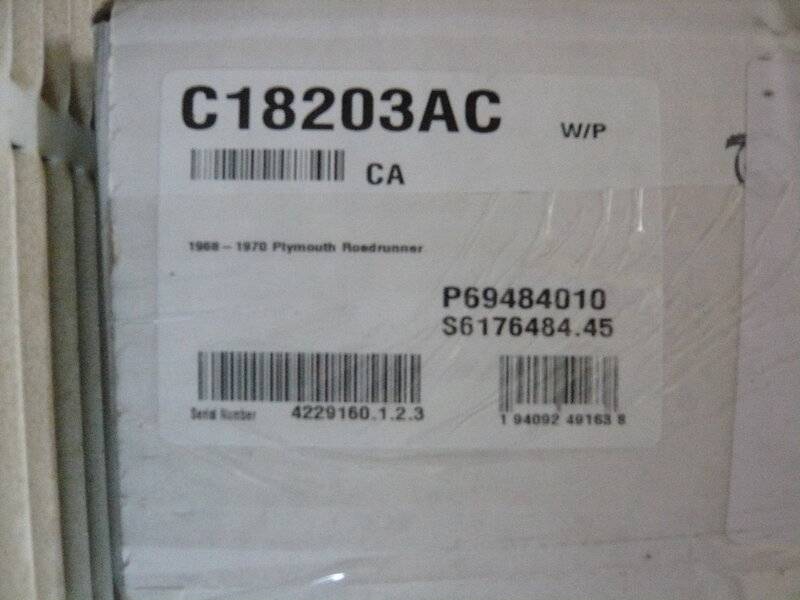 C18203AC W/P
CA
1968 – 1970 Plymouth Roadrunner
P69484010
S6176484.45
Serial Number 4229160.1.2.3
1 94092 49163 8